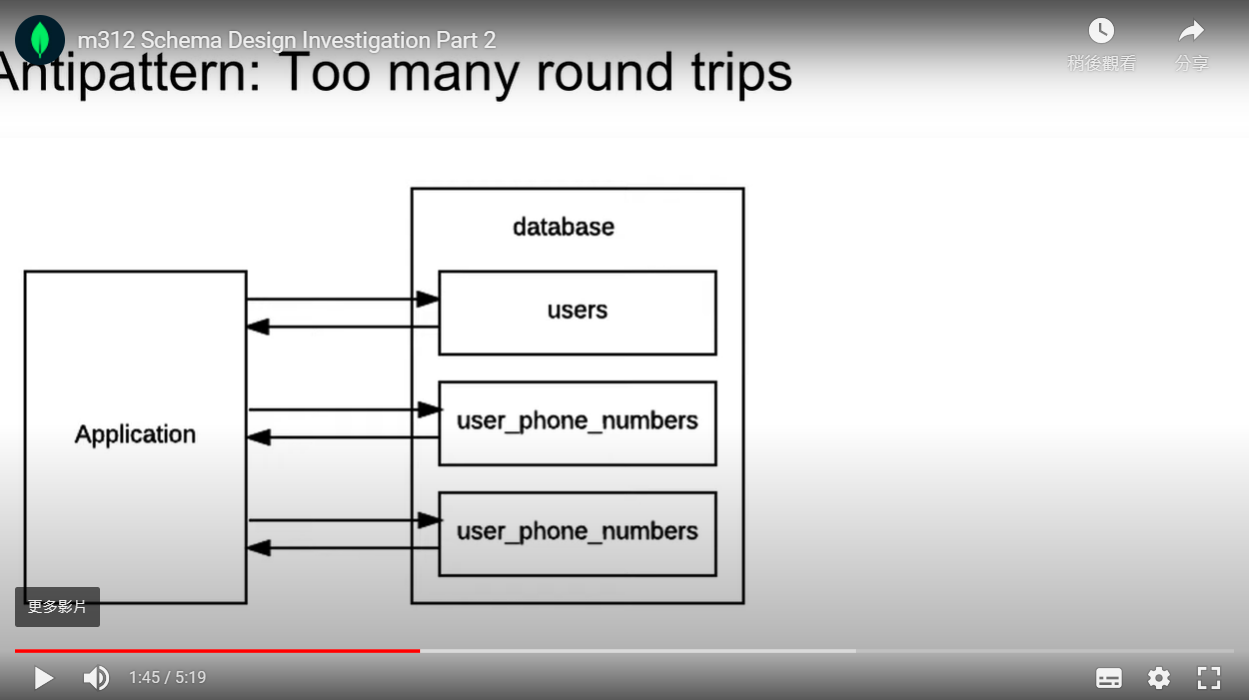 m312 Schema Design Investigation Part 2
稍後觀看
分享
Antipattern: Too many round trips
database
users
user_phone_numbers
Application
user_phone_numbers
更多影片
1:45 / 5:19